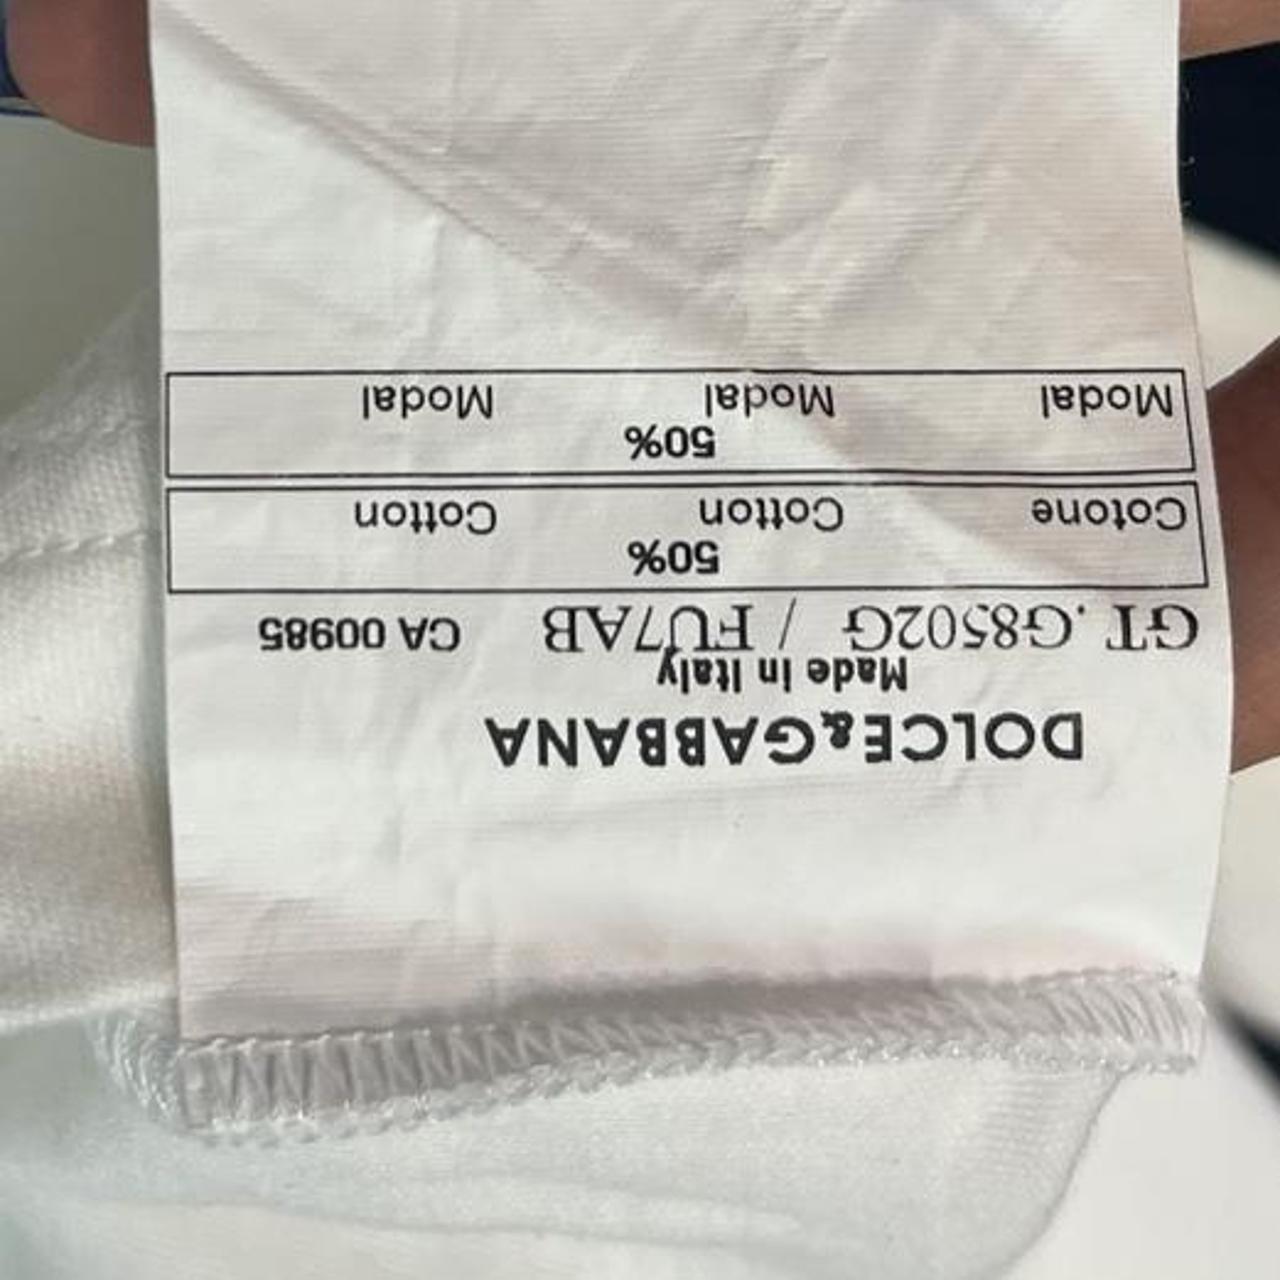 DOLCE&GABBANA
Made in Italy
GT.G8502G / FU7AB CA 00985
50%
Cotone Cotton Cotton
50%
Modal Modal Modal